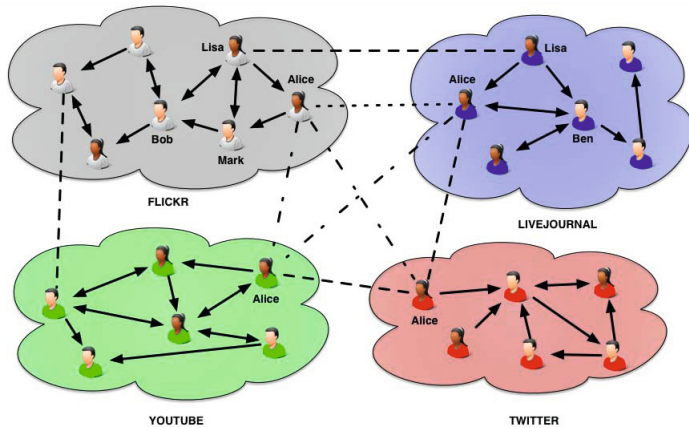 Lisa
Alice
Bob
Mark
FLICKR
Lisa
Alice
Ben
LIVEJOURNAL
Alice
YOUTUBE
Alice
TWITTER